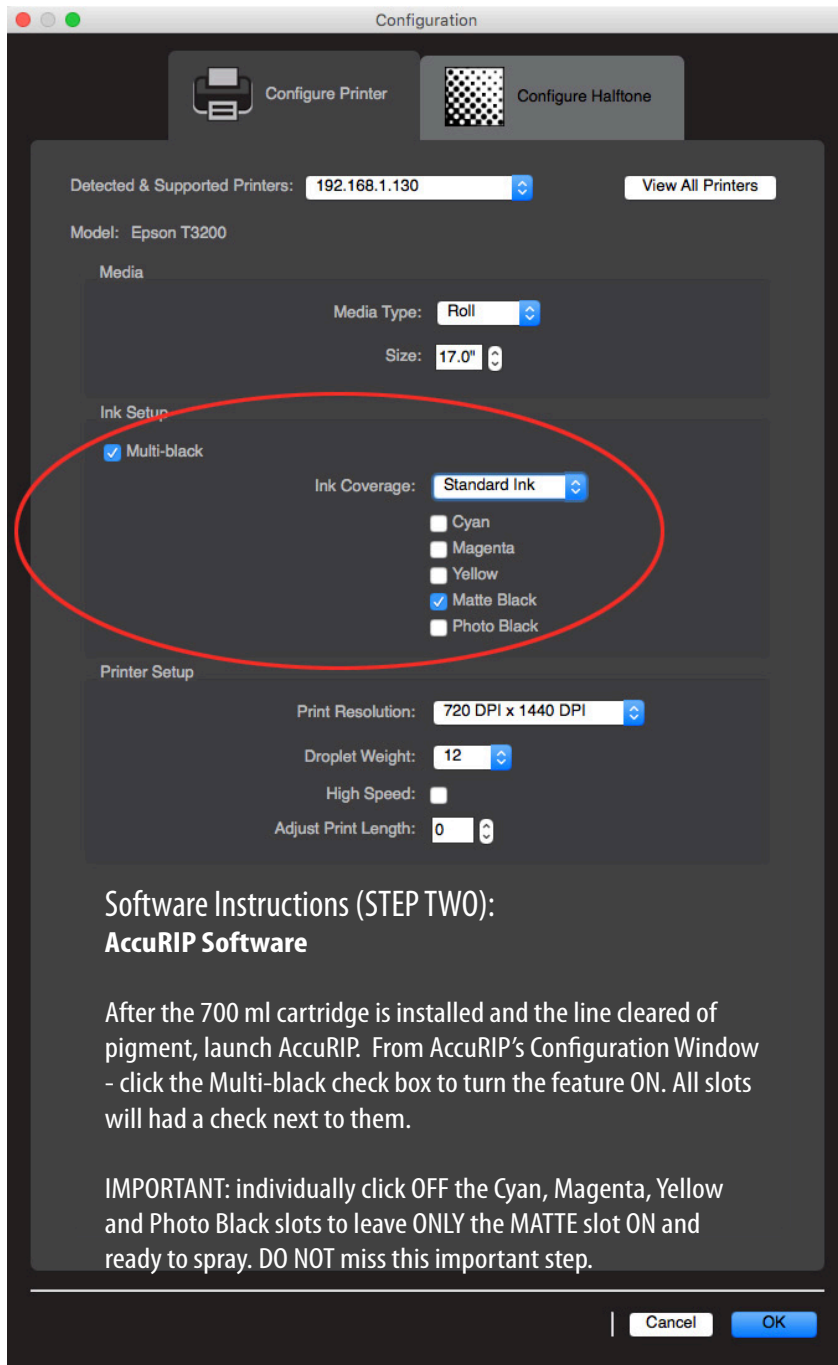 Configuration
Configure Printer
Configure Halftone
Detected & Supported Printers: 192.168.1.130 View All Printers
Model: Epson T3200
Media
Media Type: Roll
Size: 17.0"
Ink Setup
Multi-black
Ink Coverage: Standard Ink
Cyan
Magenta
Yellow
Matte Black
Photo Black
Printer Setup
Print Resolution: 720 DPI x 1440 DPI
Droplet Weight: 12
High Speed:
Adjust Print Length: 0
Software Instructions (STEP TWO):
AccuRIP Software
After the 700 ml cartridge is installed and the line cleared of
pigment, launch AccuRIP. From AccuRIP's Configuration Window
- click the Multi-black check box to turn the feature ON. All slots
will had a check next to them.
IMPORTANT: individually click OFF the Cyan, Magenta, Yellow
and Photo Black slots to leave ONLY the MATTE slot ON and
ready to spray. DO NOT miss this important step.
Cancel OK